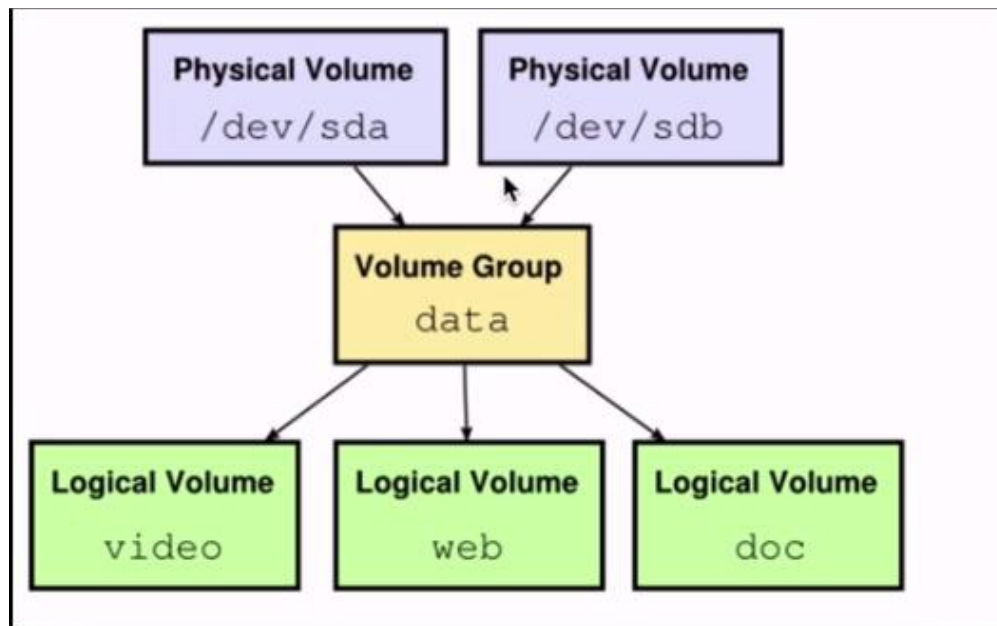 Physical Volume
/dev/sda
Physical Volume
/dev/sdb
Volume Group
data
Logical Volume
video
Logical Volume
web
Logical Volume
doc